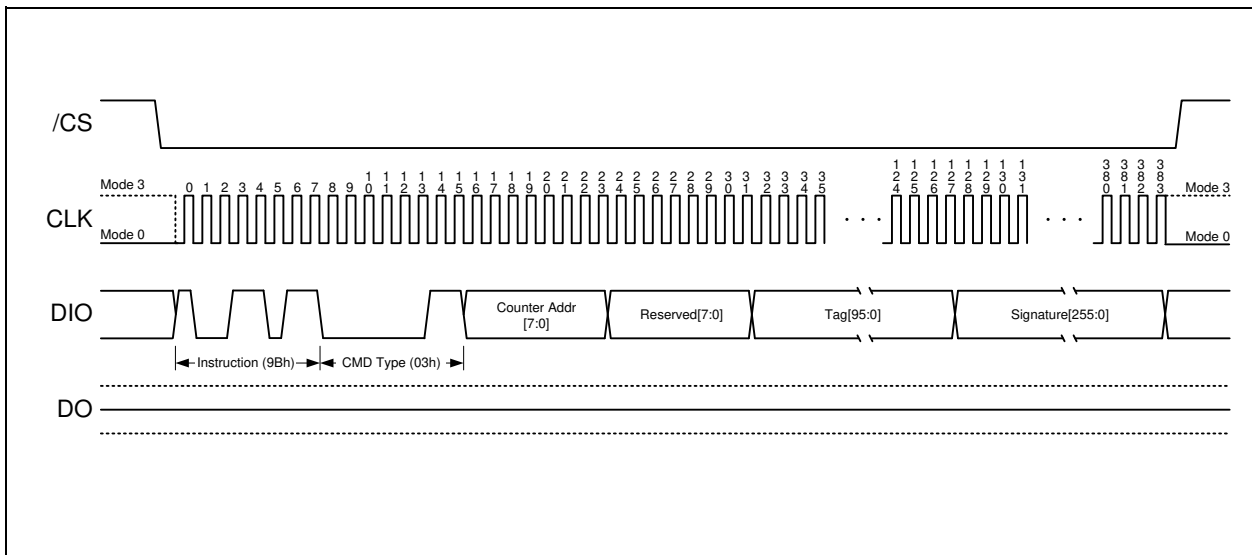 /CS
Mode 3
CLK
Mode 0
0 1 2 3 4 5 6 7 8 9 10 11 12 13 14 15 16 17 18 19 20 21 22 23 24 25 26 27 28 29 30 31 32 33 34 35
. . .
124 125 126 127 128 129 130 131
. . .
380 381 382 383
Mode 3
Mode 0
DIO
Counter Addr
[7:0]
Reserved[7:0]
Tag[95:0]
Signature[255:0]
Instruction (9Bh)
CMD Type (03h)
DO